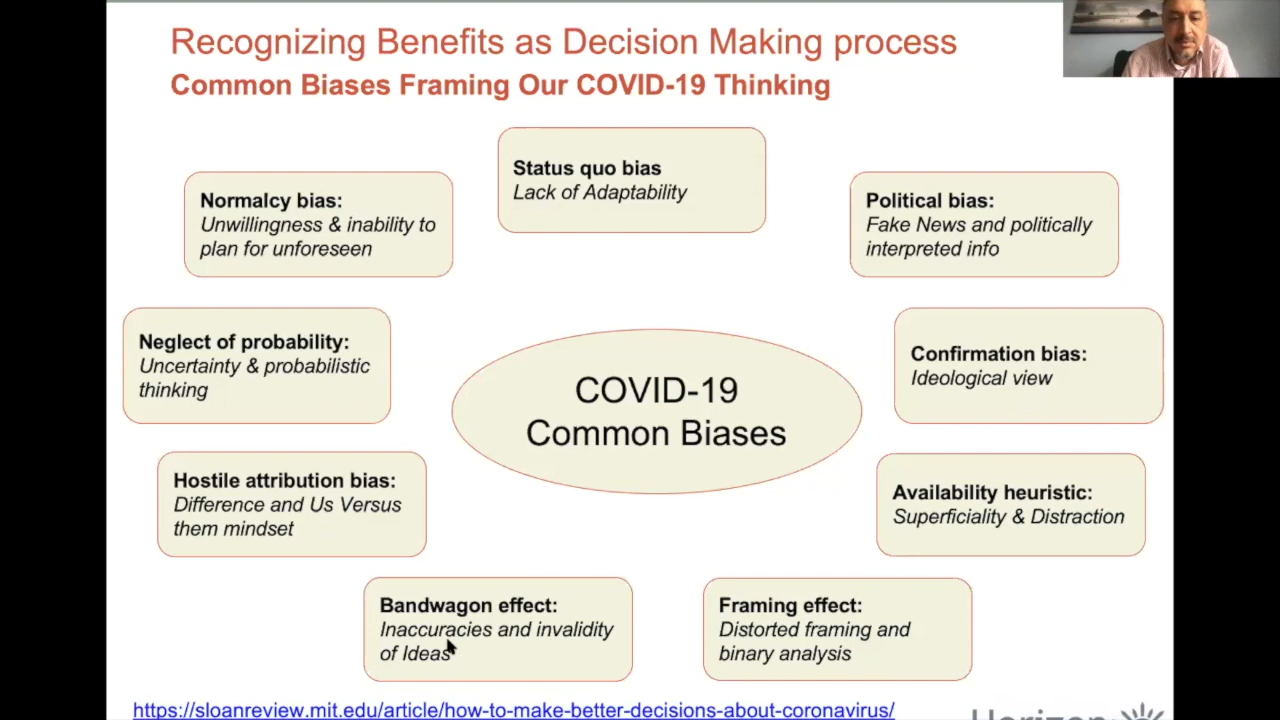 Recognizing Benefits as Decision Making process
Common Biases Framing Our COVID-19 Thinking
Status quo bias
Lack of Adaptability
Normalcy bias:
Unwillingness & inability to
plan for unforeseen
Political bias:
Fake News and politically
interpreted info
Neglect of probability:
Uncertainty & probabilistic
thinking
COVID-19
Common Biases
Confirmation bias:
Ideological view
Hostile attribution bias:
Difference and Us Versus
them mindset
Availability heuristic:
Superficiality & Distraction
Bandwagon effect:
Inaccuracies and invalidity
of Ideas
Framing effect:
Distorted framing and
binary analysis
https://sloanreview.mit.edu/article/how-to-make-better-decisions-about-coronavirus/